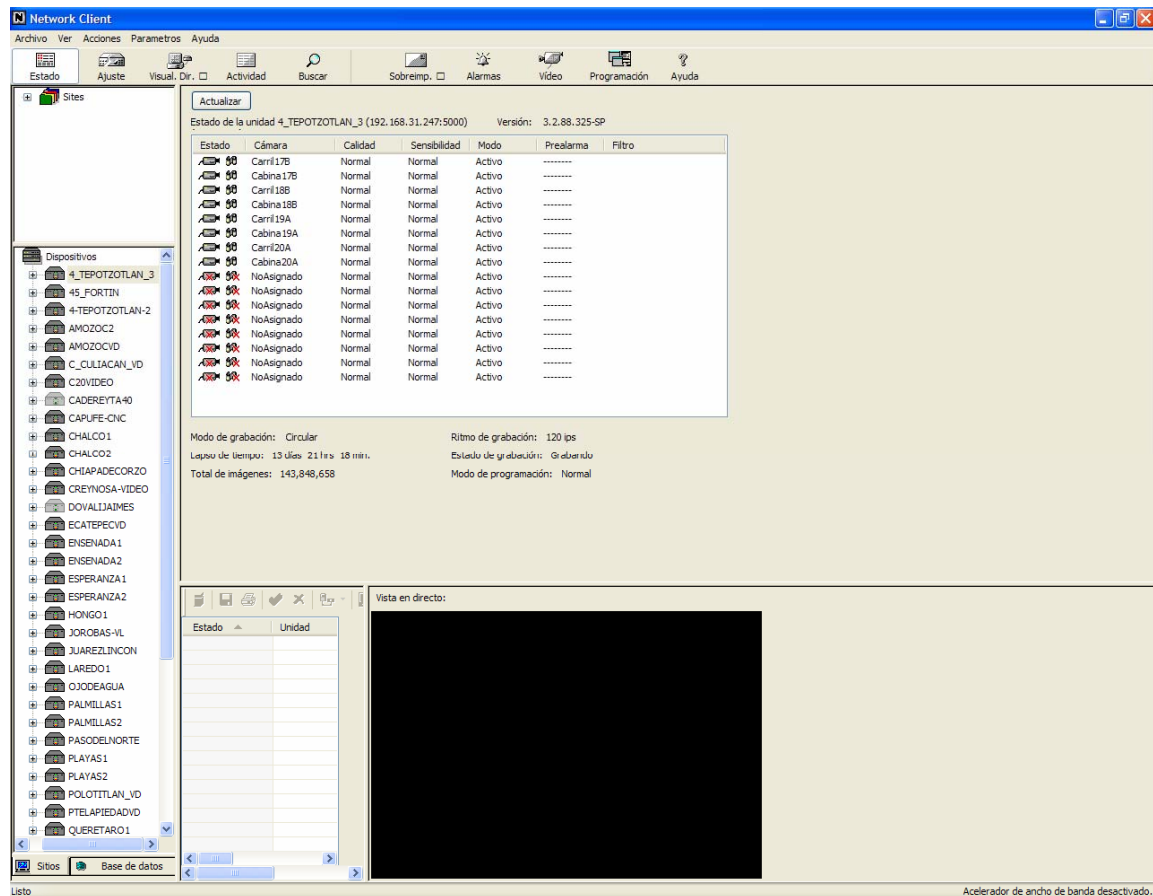 Network Client
Archivo Ver Acciones Parametros Ayuda
Estado Ajuste Visual. Dir. Actividad Buscar Sobreimp. Alarmas Vídeo Programación Ayuda
Sites
Actualizar
Estado de la unidad 4_TEPOTZOTLAN_3 (192.168.31.247:5000) Versión: 3.2.88.325-SP
Estado Cámara Calidad Sensibilidad Modo Prealarma Filtro
Carril17B Normal Normal Activo --------
Cabina17B Normal Normal Activo --------
Carril18B Normal Normal Activo --------
Cabina18B Normal Normal Activo --------
Carril19A Normal Normal Activo --------
Cabina19A Normal Normal Activo --------
Carril20A Normal Normal Activo --------
Cabina20A Normal Normal Activo --------
NoAsignado Normal Normal Activo --------
NoAsignado Normal Normal Activo --------
NoAsignado Normal Normal Activo --------
NoAsignado Normal Normal Activo --------
NoAsignado Normal Normal Activo --------
NoAsignado Normal Normal Activo --------
NoAsignado Normal Normal Activo --------
NoAsignado Normal Normal Activo --------
Modo de grabación: Circular Ritmo de grabación: 120 ips
Lapso de tiempo: 13 días 21 hrs 18 min. Estado de grabación: Grabando
Total de imágenes: 143,848,658 Modo de programación: Normal
Dispositivos
4_TEPOTZOTLAN_3
45_FORTIN
4-TEPOTZOTLAN-2
AMOZOC2
AMOZOCVD
C_CULIACAN_VD
C20VIDEO
CADEREYTA40
CAPUFE-CNC
CHALCO1
CHALCO2
CHIAPADECORZO
CREYNOSA-VIDEO
DOVALIJAIMES
ECATEPECVD
ENSENADA1
ENSENADA2
ESPERANZA1
ESPERANZA2
HONGO1
JOROBAS-VL
JUAREZLINCON
LAREDO1
OJODEAGUA
PALMILLAS1
PALMILLAS2
PASODELNORTE
PLAYAS1
PLAYAS2
POLOTITLAN_VD
PTELAPIEDADVD
QUERETARO1
Sitios Base de datos
Estado Unidad
Vista en directo:
Listo Acelerador de ancho de banda desactivado.